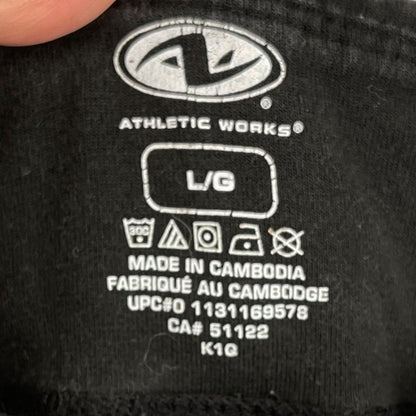 ATHLETIC WORKS®
L/G
30C
MADE IN CAMBODIA
FABRIQUÉ AU CAMBODGE
UPC#0 1131169578
CA# 51122
K1Q